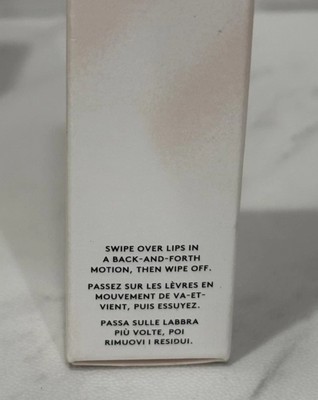 SWIPE OVER LIPS IN
A BACK-AND-FORTH
MOTION, THEN WIPE OFF.
PASSEZ SUR LES LÈVRES EN
MOUVEMENT DE VA-ET-
VIENT, PUIS ESSUYEZ.
PASSA SULLE LABBRA
PIÙ VOLTE, POI
RIMUOVI I RESIDUI.